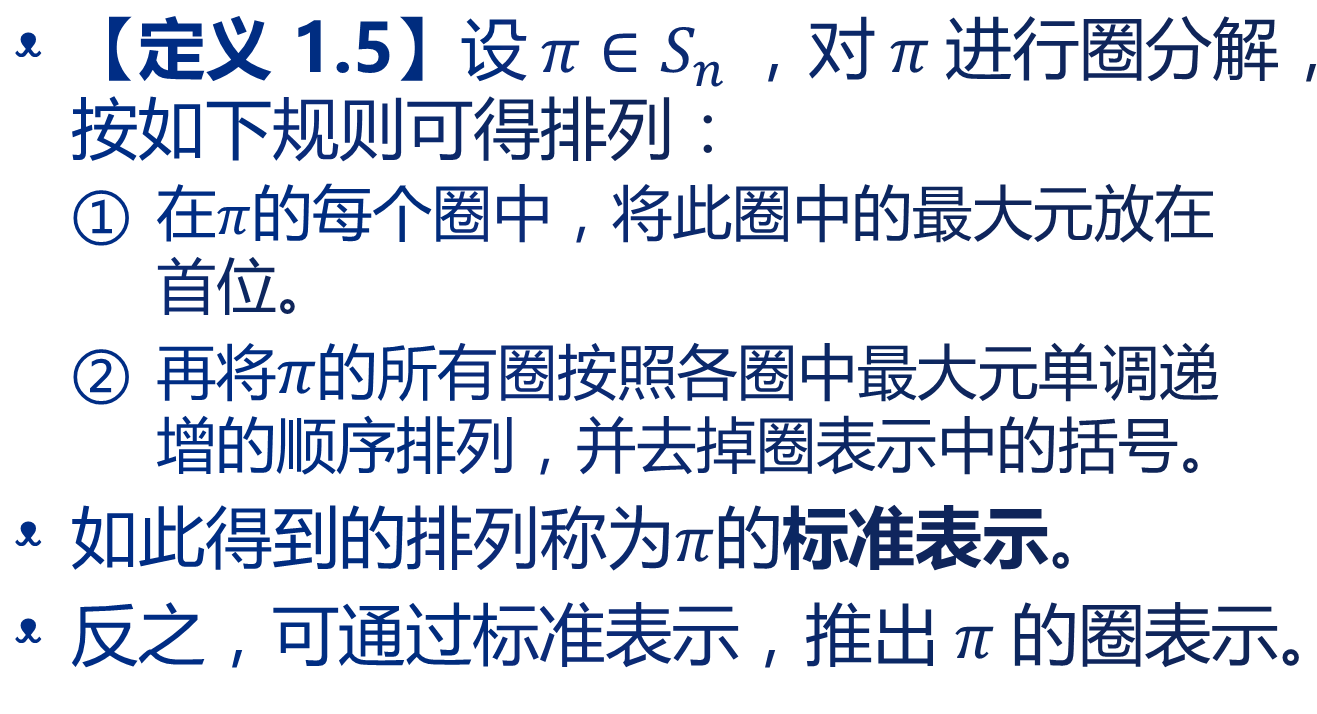 【定义 1.5】设 π ∈ Sₙ ，对 π 进行圈分解，
按如下规则可得排列：
① 在π的每个圈中，将此圈中的最大元放在
首位。
② 再将π的所有圈按照各圈中最大元单调递
增的顺序排列，并去掉圈表示中的括号。
如此得到的排列称为π的标准表示。
反之，可通过标准表示，推出 π 的圈表示。